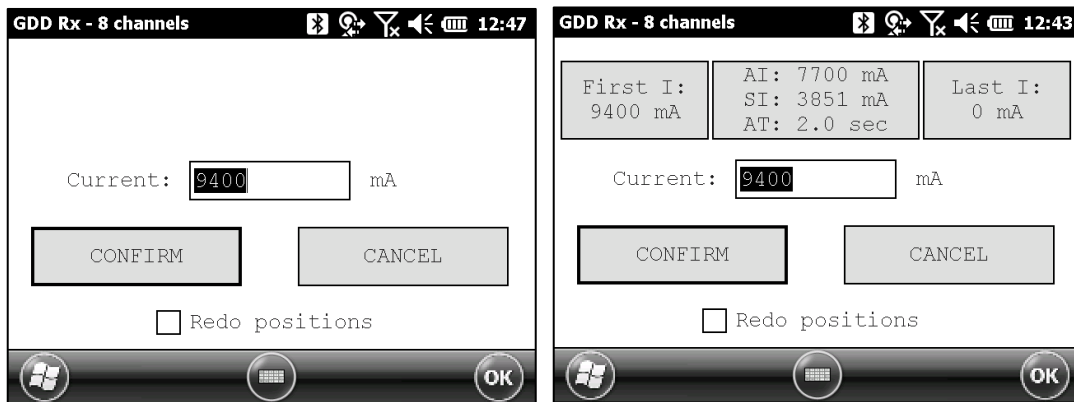 GDD Rx - 8 channels 12:47
Current: 9400 mA
CONFIRM CANCEL
Redo positions
OK
GDD Rx - 8 channels 12:43
First I:
9400 mA
AI: 7700 mA
SI: 3851 mA
AT: 2.0 sec
Last I:
0 mA
Current: 9400 mA
CONFIRM CANCEL
Redo positions
OK